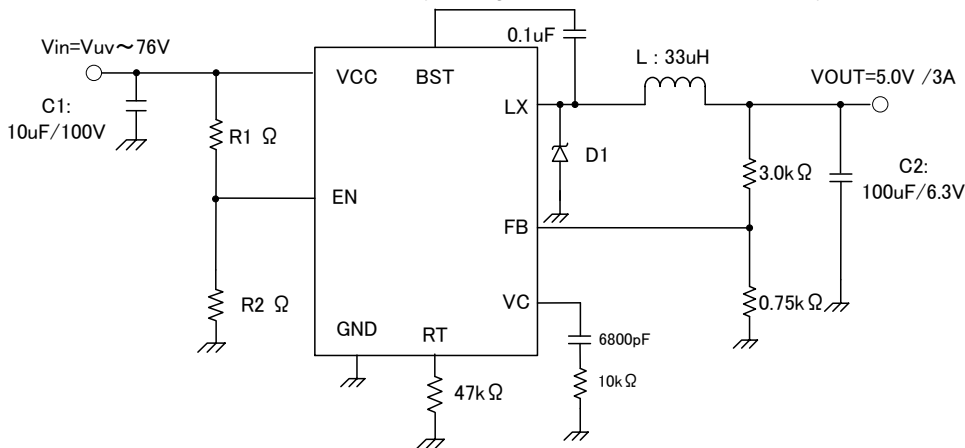 0.1uF
Vin=Vuv～76V
L : 33uH
VCC
BST
VOUT=5.0V /3A
C1:
10uF/100V
LX
R1 Ω
D1
3.0kΩ
C2:
100uF/6.3V
EN
FB
R2 Ω
VC
0.75kΩ
GND
RT
6800pF
47kΩ
10kΩ